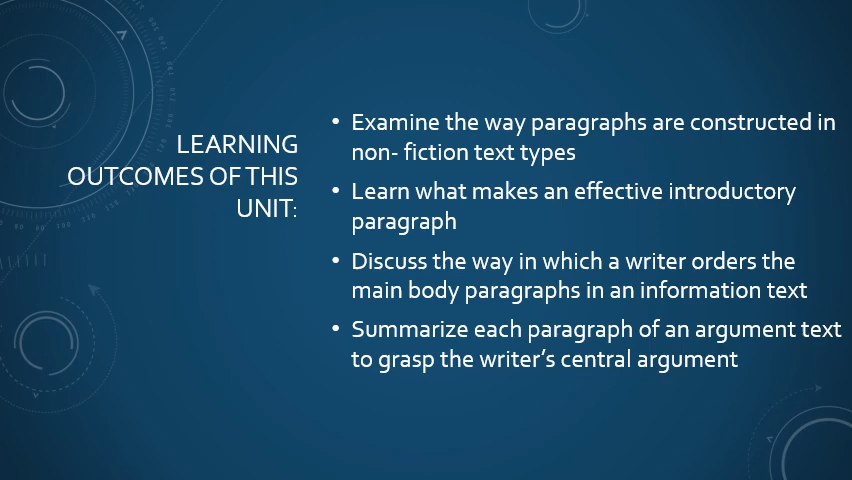 LEARNING
OUTCOMES OF THIS
UNIT:
• Examine the way paragraphs are constructed in
non- fiction text types
• Learn what makes an effective introductory
paragraph
• Discuss the way in which a writer orders the
main body paragraphs in an information text
• Summarize each paragraph of an argument text
to grasp the writer’s central argument